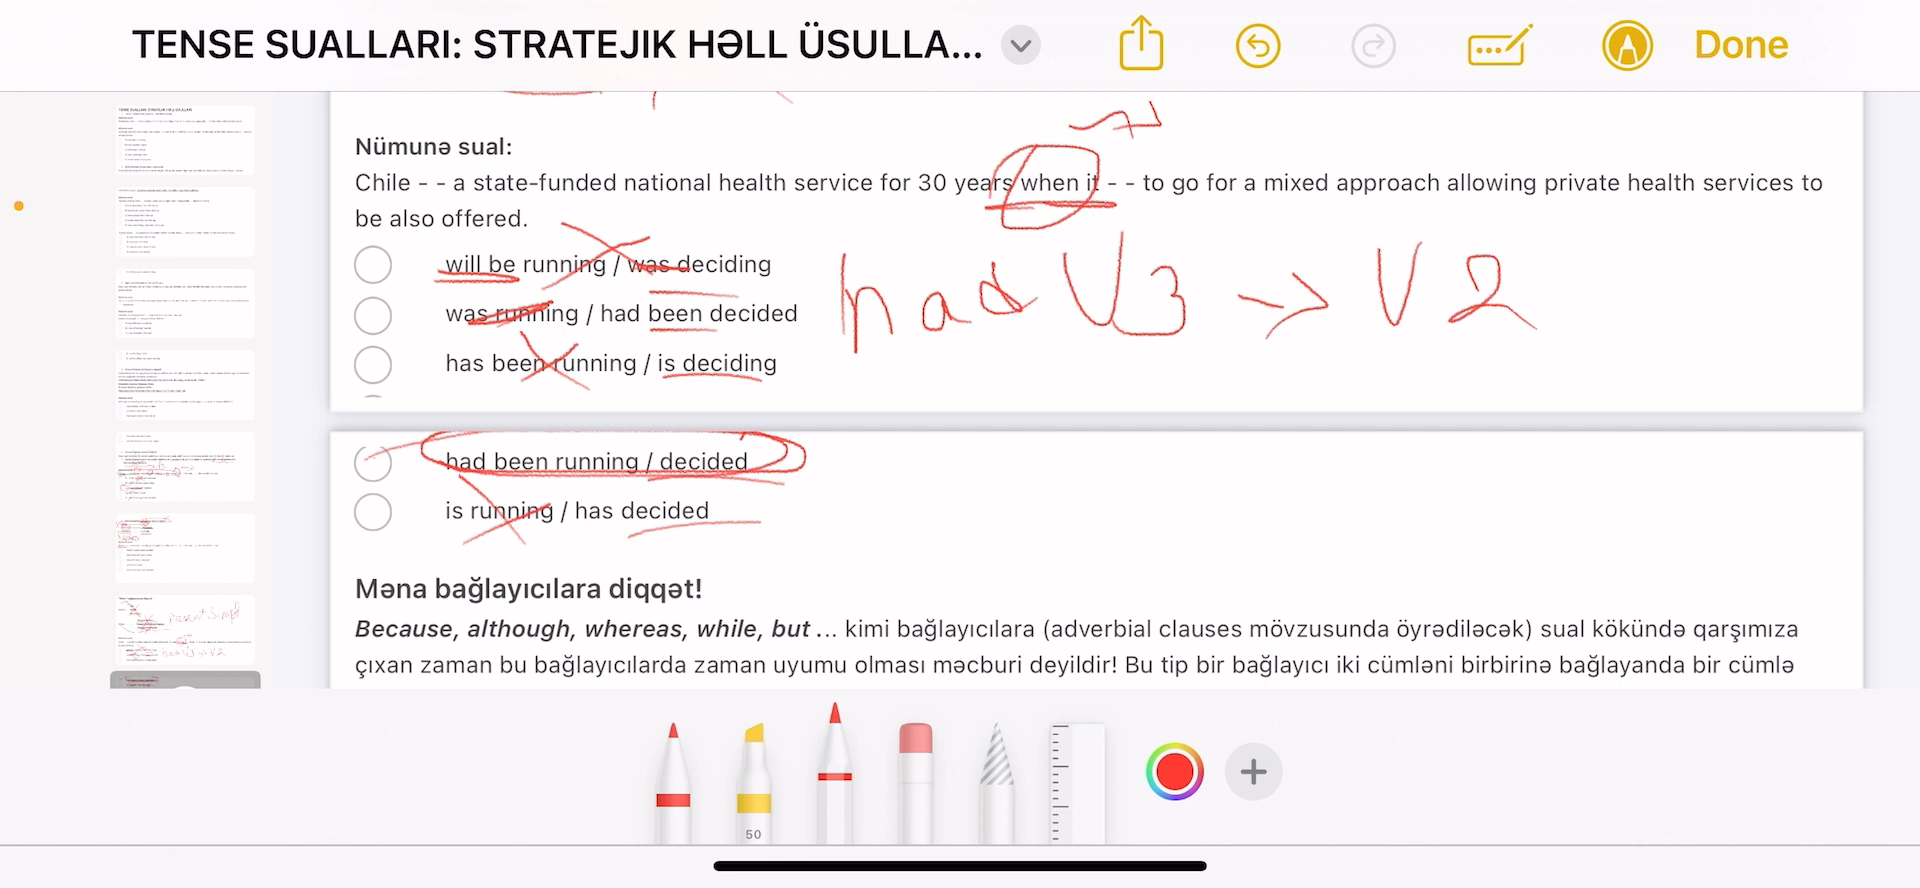 TENSE SUALLARI: STRATEJIK HƏLL ÜSULLA...
Done
Nümunə sual:
Chile - - a state-funded national health service for 30 years when it - - to go for a mixed approach allowing private health services to
be also offered.
will be running / was deciding
was running / had been decided
has been running / is deciding
had V3 → V2
had been running / decided
is running / has decided
Məna bağlayıcılara diqqət!
Because, although, whereas, while, but ... kimi bağlayıcılara (adverbial clauses mövzusunda öyrədiləcək) sual kökündə qarşımıza
çıxan zaman bu bağlayıcılarda zaman uyumu olması məcburi deyildir! Bu tip bir bağlayıcı iki cümləni birbirinə bağlayanda bir cümlə
50